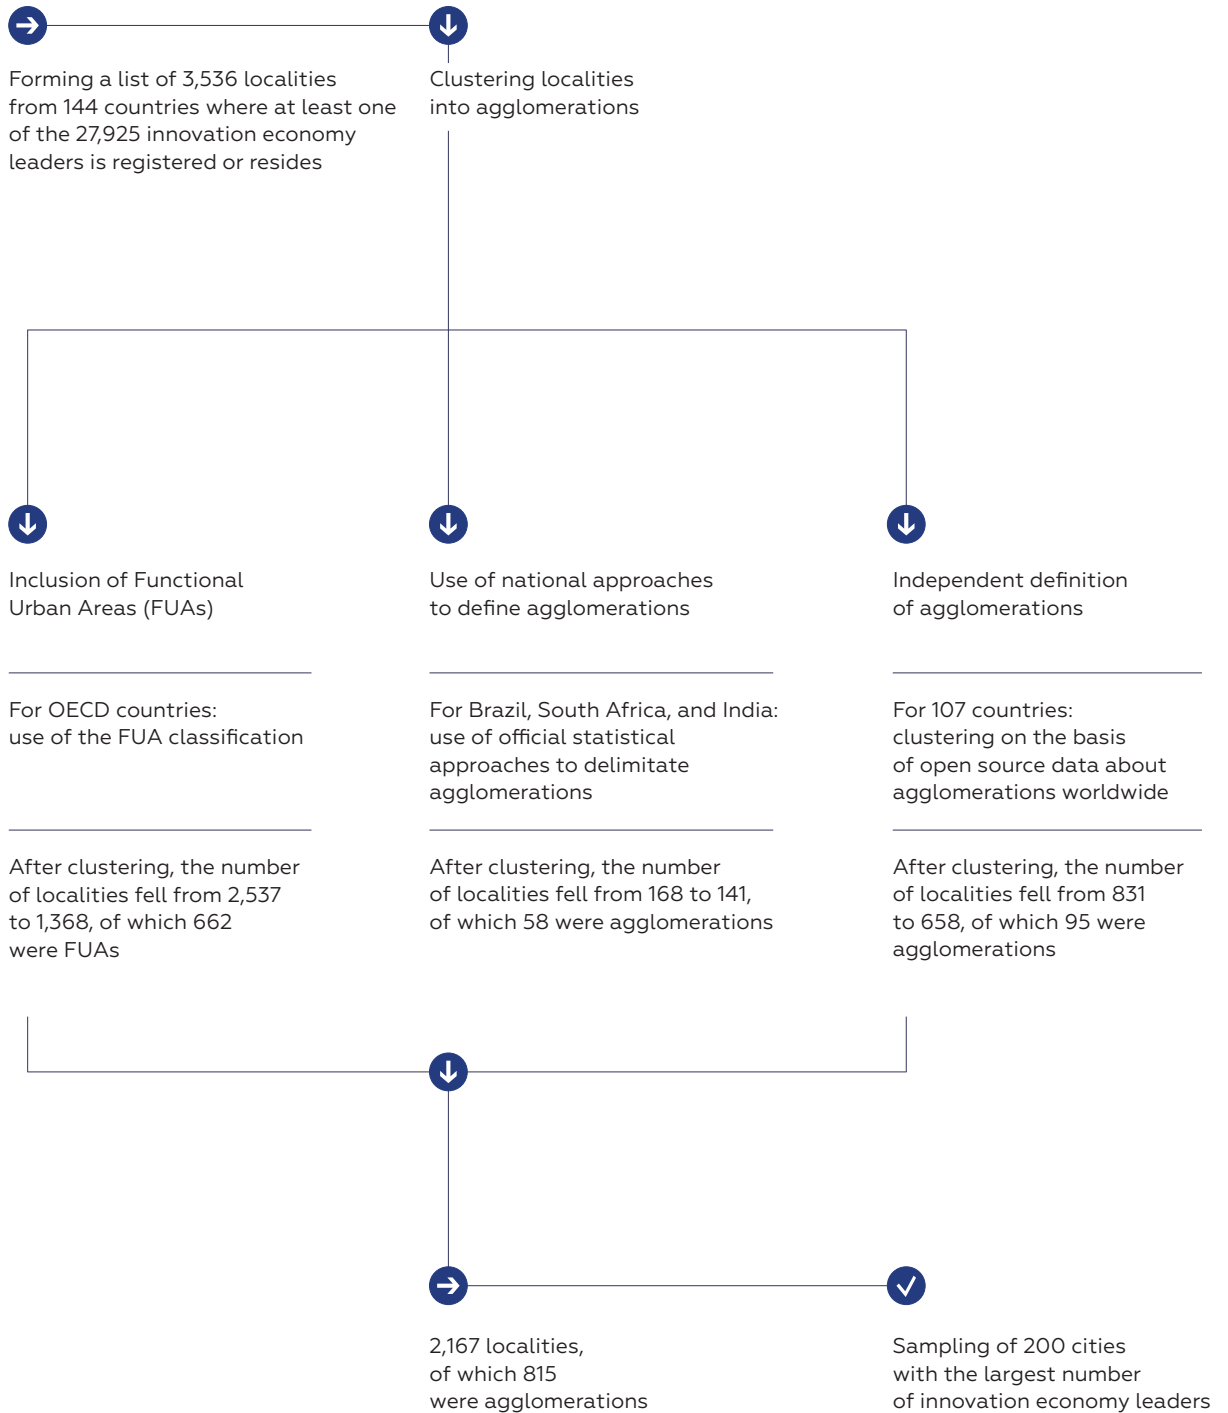 Forming a list of 3,536 localities
from 144 countries where at least one
of the 27,925 innovation economy
leaders is registered or resides
Clustering localities
into agglomerations
Inclusion of Functional
Urban Areas (FUAs)
For OECD countries:
use of the FUA classification
After clustering, the number
of localities fell from 2,537
to 1,368, of which 662
were FUAs
Use of national approaches
to define agglomerations
For Brazil, South Africa, and India:
use of official statistical
approaches to delimitate
agglomerations
After clustering, the number
of localities fell from 168 to 141,
of which 58 were agglomerations
Independent definition
of agglomerations
For 107 countries:
clustering on the basis
of open source data about
agglomerations worldwide
After clustering, the number
of localities fell from 831
to 658, of which 95 were
agglomerations
2,167 localities,
of which 815
were agglomerations
Sampling of 200 cities
with the largest number
of innovation economy leaders